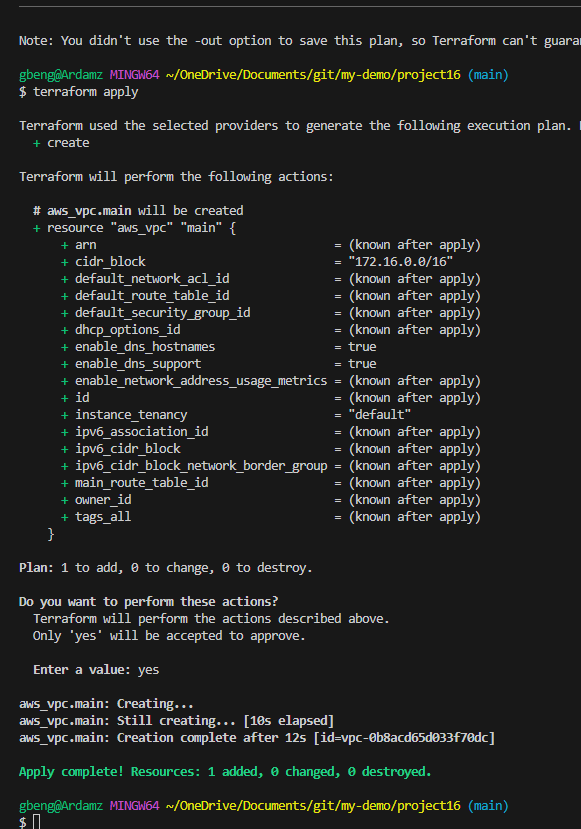 Note: You didn't use the -out option to save this plan, so Terraform can't
gbeng@Ardamz MINGW64 ~/OneDrive/Documents/git/my-demo/project16 (main)
$ terraform apply
Terraform used the selected providers to generate the following execution plan.
+ create
Terraform will perform the following actions:
# aws_vpc.main will be created
+ resource "aws_vpc" "main" {
+ arn = (known after apply)
+ cidr_block = "172.16.0.0/16"
+ default_network_acl_id = (known after apply)
+ default_route_table_id = (known after apply)
+ default_security_group_id = (known after apply)
+ dhcp_options_id = (known after apply)
+ enable_dns_hostnames = true
+ enable_dns_support = true
+ enable_network_address_usage_metrics = (known after apply)
+ id = (known after apply)
+ instance_tenancy = "default"
+ ipv6_association_id = (known after apply)
+ ipv6_cidr_block = (known after apply)
+ ipv6_cidr_block_network_border_group = (known after apply)
+ main_route_table_id = (known after apply)
+ owner_id = (known after apply)
+ tags_all = (known after apply)
}
Plan: 1 to add, 0 to change, 0 to destroy.
Do you want to perform these actions?
Terraform will perform the actions described above.
Only 'yes' will be accepted to approve.
Enter a value: yes
aws_vpc.main: Creating...
aws_vpc.main: Still creating... [10s elapsed]
aws_vpc.main: Creation complete after 12s [id=vpc-0b8acd65d033f70dc]
Apply complete! Resources: 1 added, 0 changed, 0 destroyed.
gbeng@Ardamz MINGW64 ~/OneDrive/Documents/git/my-demo/project16 (main)
$